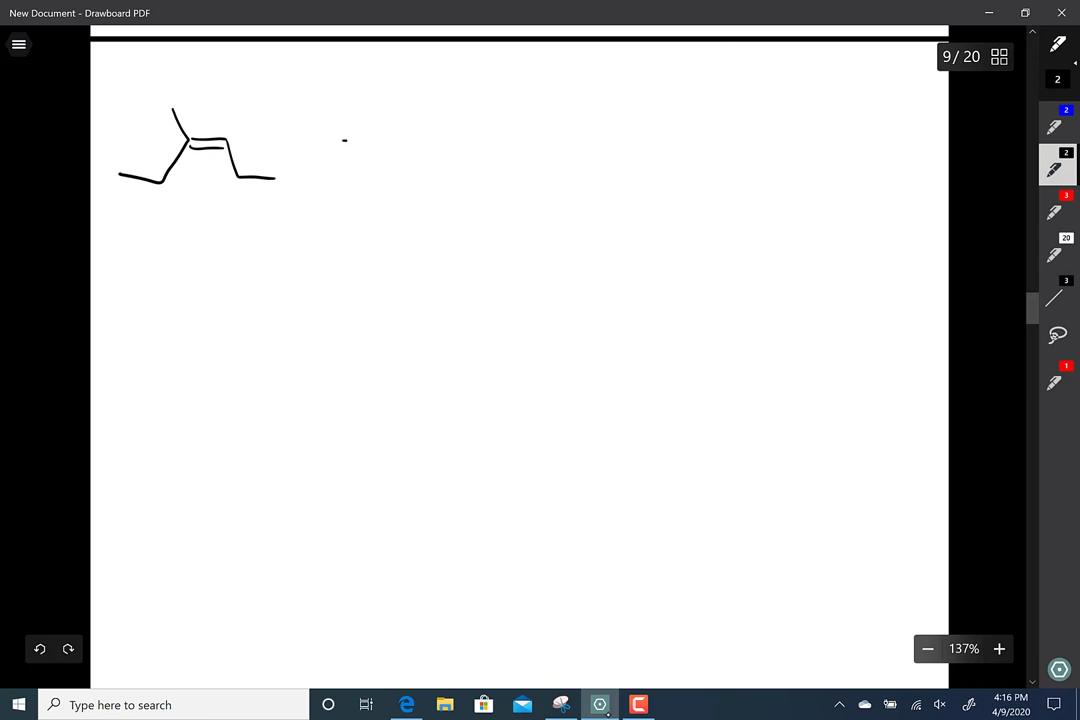 New Document - Drawboard PDF
9 / 20
2
2
2
3
20
3
1
137%
Type here to search
4:16 PM
4/9/2020